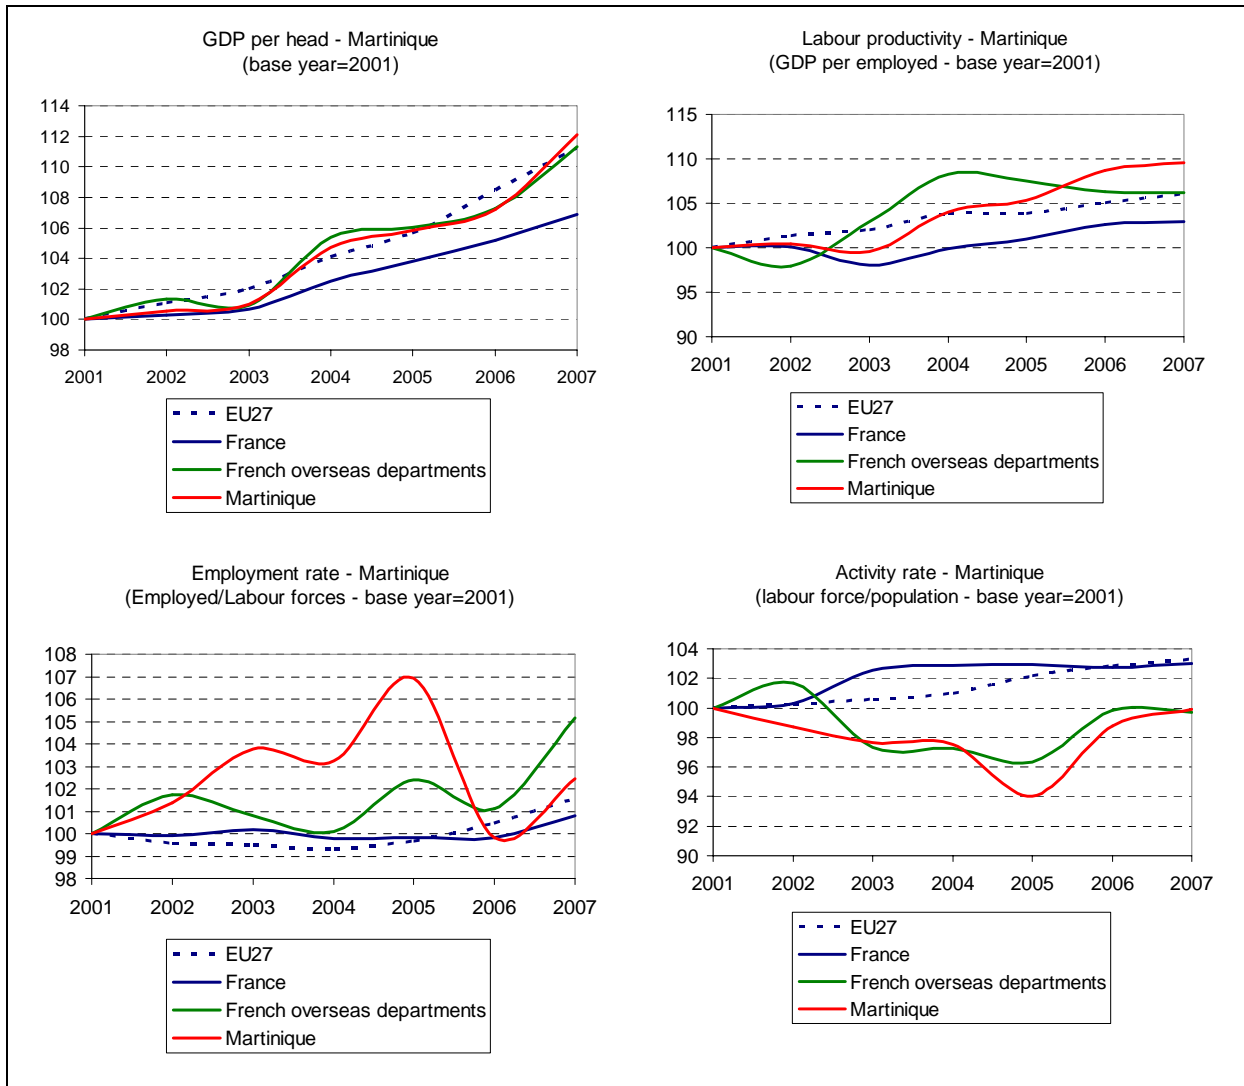 GDP per head - Martinique
(base year=2001)
114
112
110
108
106
104
102
100
98
2001 2002 2003 2004 2005 2006 2007
EU27
France
French overseas departments
Martinique
Labour productivity - Martinique
(GDP per employed - base year=2001)
115
110
105
100
95
90
2001 2002 2003 2004 2005 2006 2007
EU27
France
French overseas departments
Martinique
Employment rate - Martinique
(Employed/Labour forces - base year=2001)
108
107
106
105
104
103
102
101
100
99
98
2001 2002 2003 2004 2005 2006 2007
EU27
France
French overseas departments
Martinique
Activity rate - Martinique
(labour force/population - base year=2001)
104
102
100
98
96
94
92
90
2001 2002 2003 2004 2005 2006 2007
EU27
France
French overseas departments
Martinique